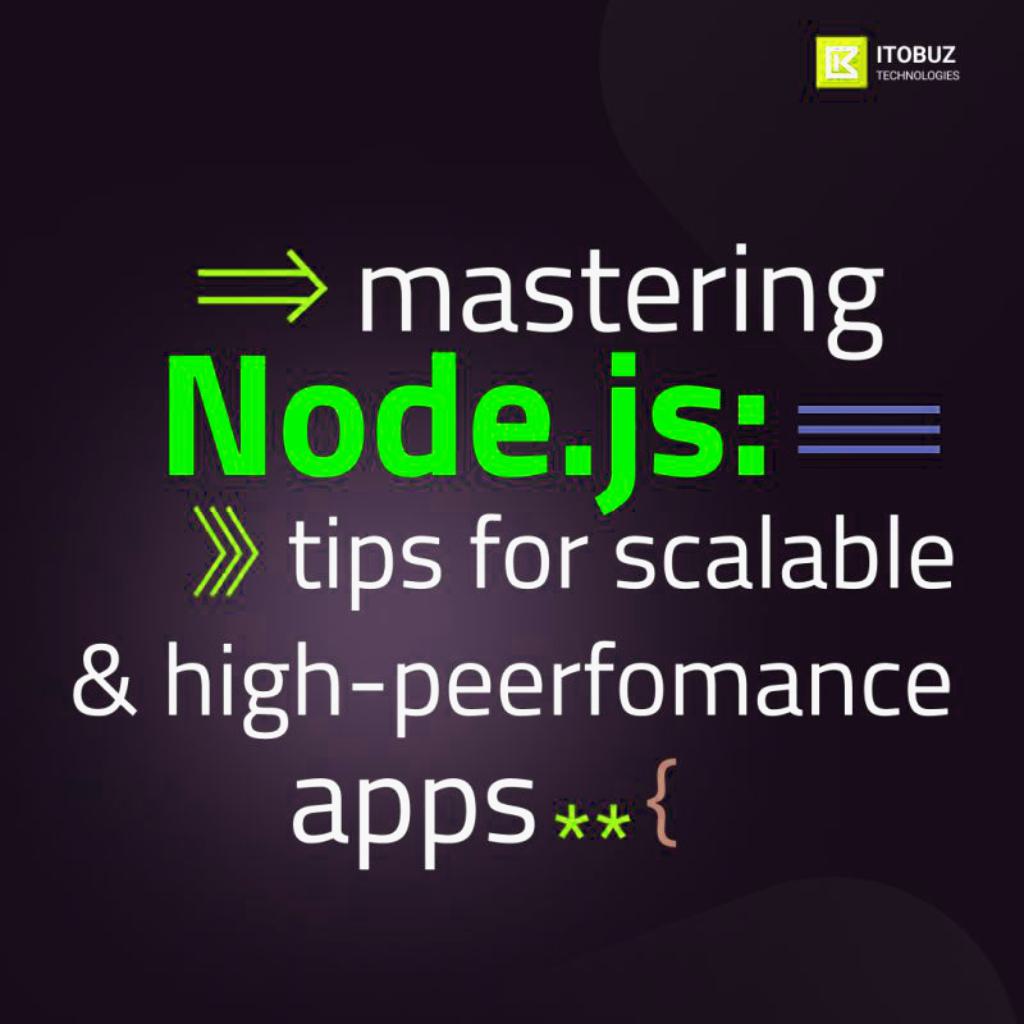 ITOBUZ
TECHNOLOGIES
⇒ mastering
Node.js: ≡
⟫ tips for scalable
& high-peerfomance
apps ** {